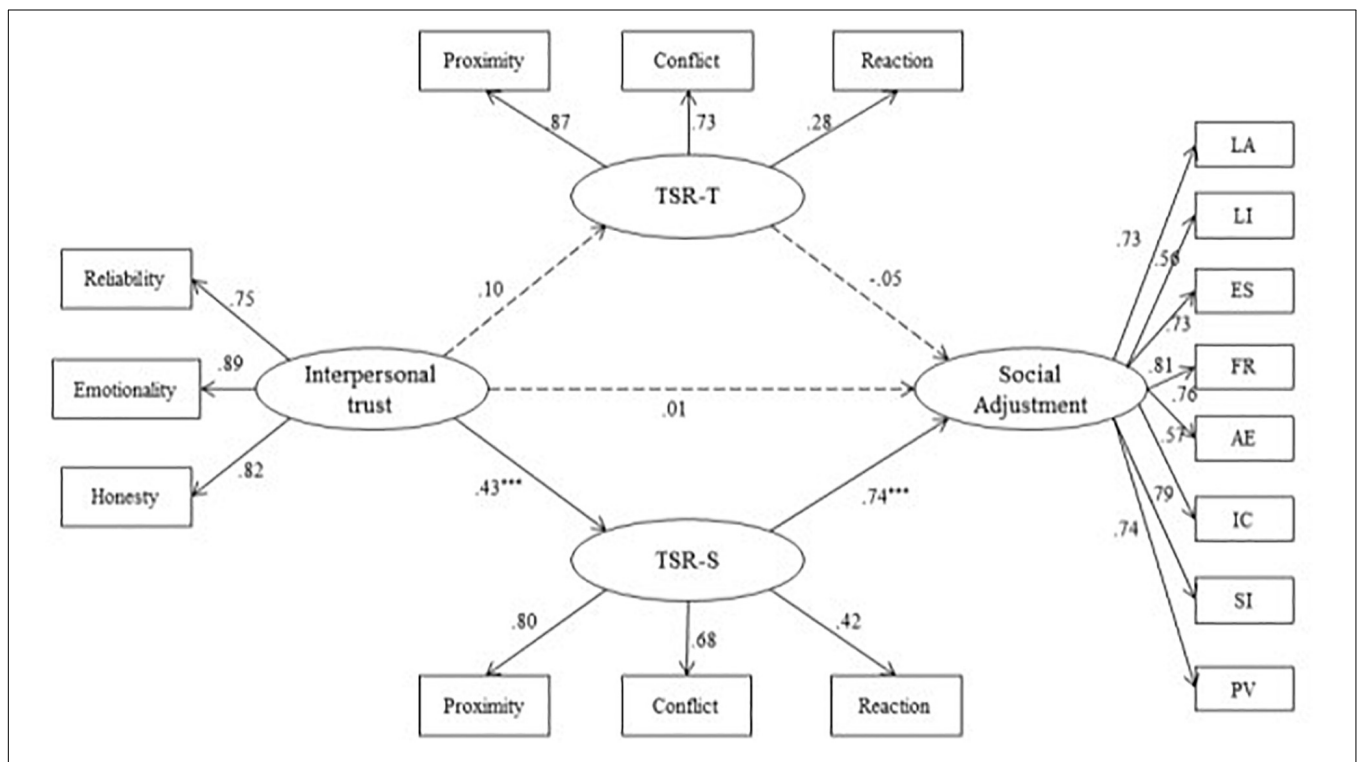 Proximity
Conflict
Reaction
.87
.73
.28
TSR-T
LA
LI
ES
FR
AE
IC
SI
PV
.73
.56
.73
.81
.76
.57
.79
.74
Reliability
Emotionality
Honesty
.75
.89
.82
Interpersonal
trust
.10
-.05
.01
Social
Adjustment
.43***
.74***
TSR-S
.80
.68
.42
Proximity
Conflict
Reaction